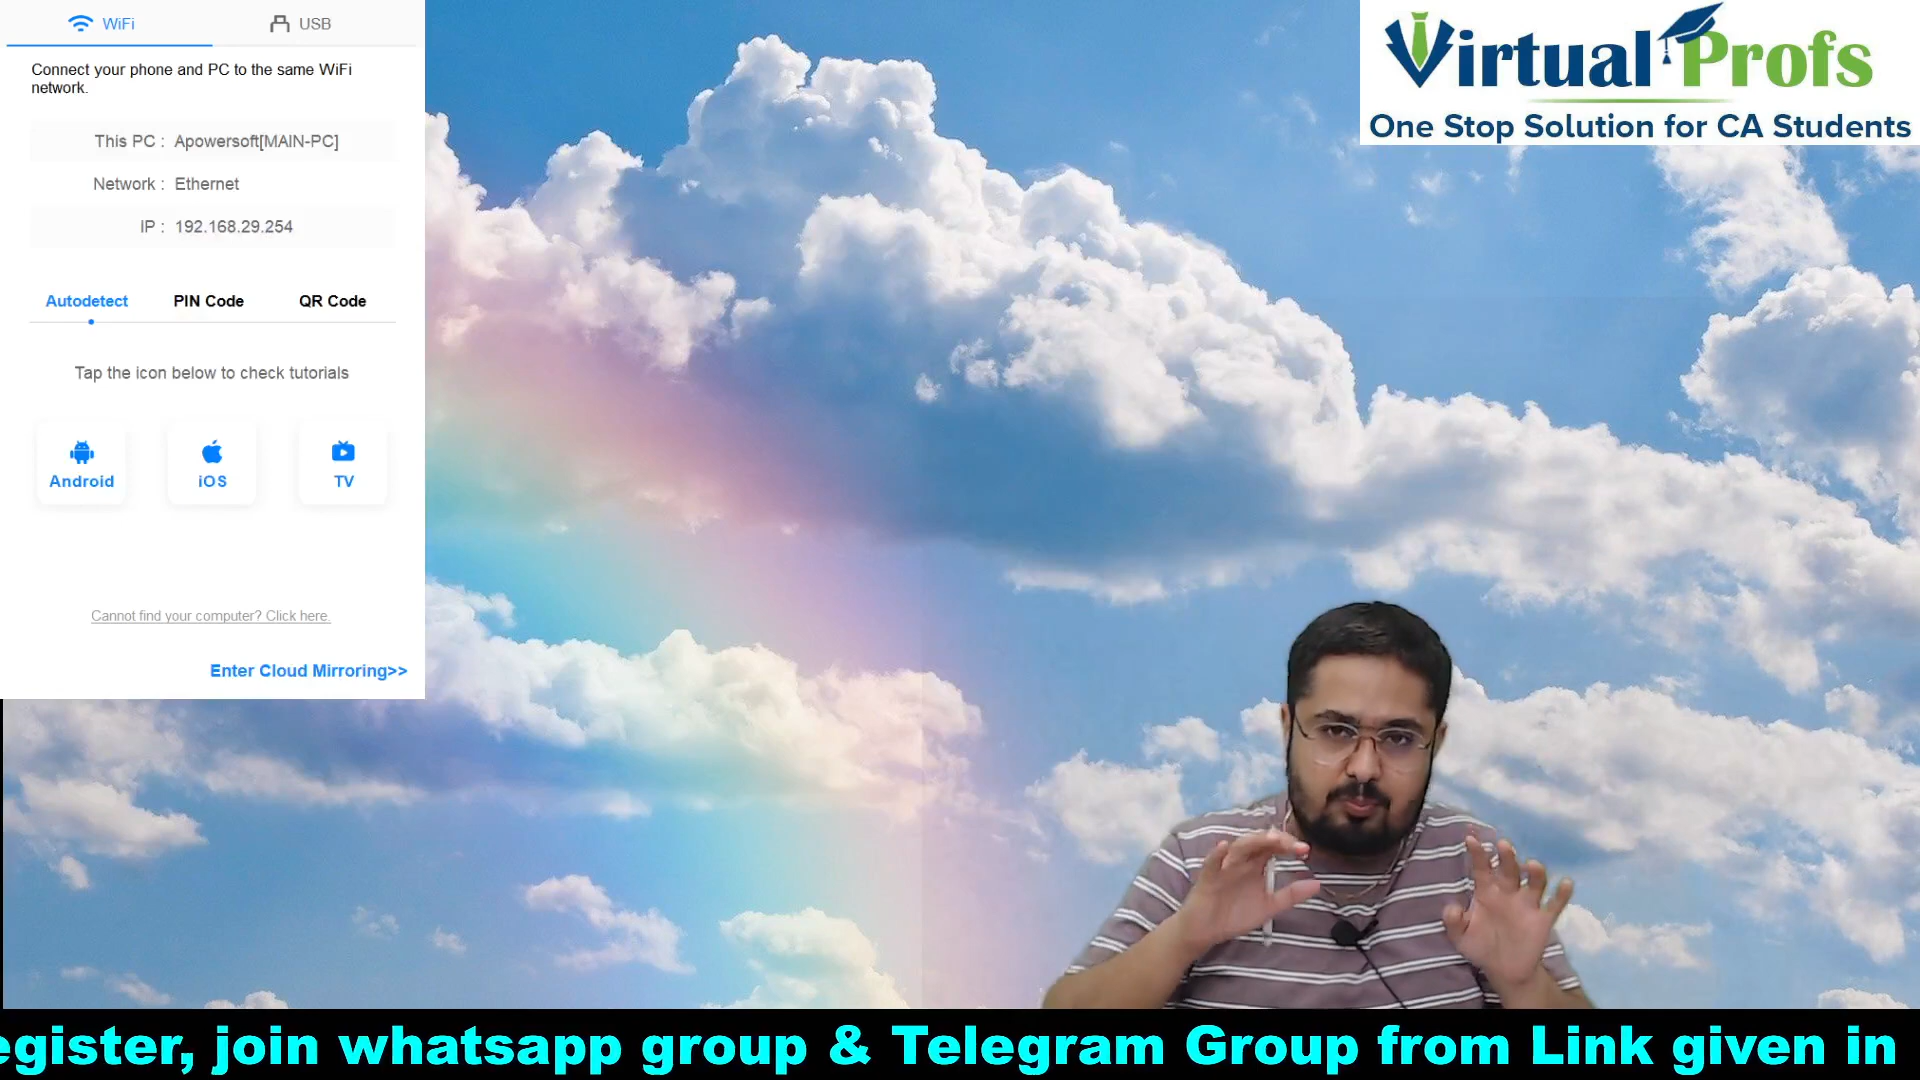 WiFi
USB
Connect your phone and PC to the same WiFi
network.
This PC : Apowersoft[MAIN-PC]
Network : Ethernet
IP : 192.168.29.254
Autodetect PIN Code QR Code
Tap the icon below to check tutorials
Android iOS TV
Cannot find your computer? Click here.
Enter Cloud Mirroring>>
Virtual Profs
One Stop Solution for CA Students
egister, join whatsapp group & Telegram Group from Link given in